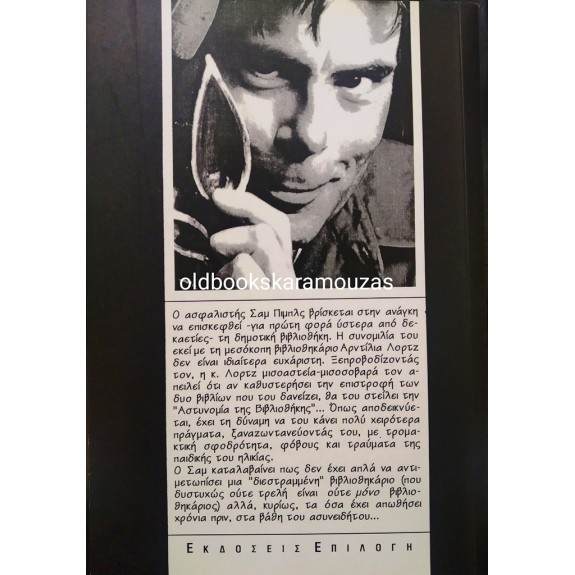 oldbookskaramouzas
Ο ασφαλιστής Σαμ Πιμπλς βρίσκεται στην ανάγκη
να επισκεφθεί -για πρώτη φορά ύστερα από δε-
καετίες- τη δημοτική βιβλιοθήκη. Η συνομιλία του
εκεί με τη μεσόκοπη βιβλιοθηκάριο Αρντίλια Λορτζ
δεν είναι ιδιαίτερα ευχάριστη. Ξεπροβοδίζοντάς
τον, η κ. Λορτζ μισοαστεία-μισοσοβαρά τον α-
πειλεί ότι αν καθυστερήσει την επιστροφή των
δυο βιβλίων που του δανείζει, θα του στείλει την
"Αστυνομία της Βιβλιοθήκης"... Όπως αποδεικνύε-
ται, έχει τη δύναμη να του κάνει πολύ χειρότερα
πράγματα, ξαναζωντανεύοντάς του, με τρομα-
κτική σφοδρότητα, φόβους και τραύματα της
παιδικής του ηλικίας.
Ο Σαμ καταλαβαίνει πως δεν έχει απλά να αντι-
μετωπίσει μια "διεστραμμένη" βιβλιοθηκάριο (που
δυστυχώς ούτε τρελή είναι ούτε μόνο βιβλιο-
θηκάριος) αλλά, κυρίως, τα όσα έχει απωθήσει
χρόνια πριν, στα βάθη του ασυνειδήτου...
ΕΚΔΟΣΕΙΣ ΕΠΙΛΟΓΗ